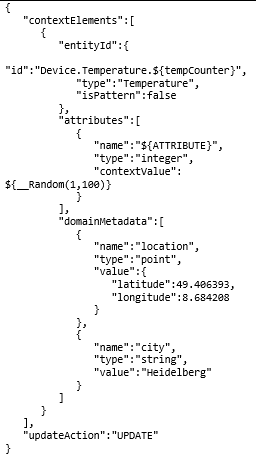 {
"contextElements":[
{
"entityId":{
"id":"Device.Temperature.${tempCounter}",
"type":"Temperature",
"isPattern":false
},
"attributes":[
{
"name":"${ATTRIBUTE}",
"type":"integer",
"contextValue":
${__Random(1,100)}
}
],
"domainMetadata":[
{
"name":"location",
"type":"point",
"value":{
"latitude":49.406393,
"longitude":8.684208
}
},
{
"name":"city",
"type":"string",
"value":"Heidelberg"
}
]
}
],
"updateAction":"UPDATE"
}